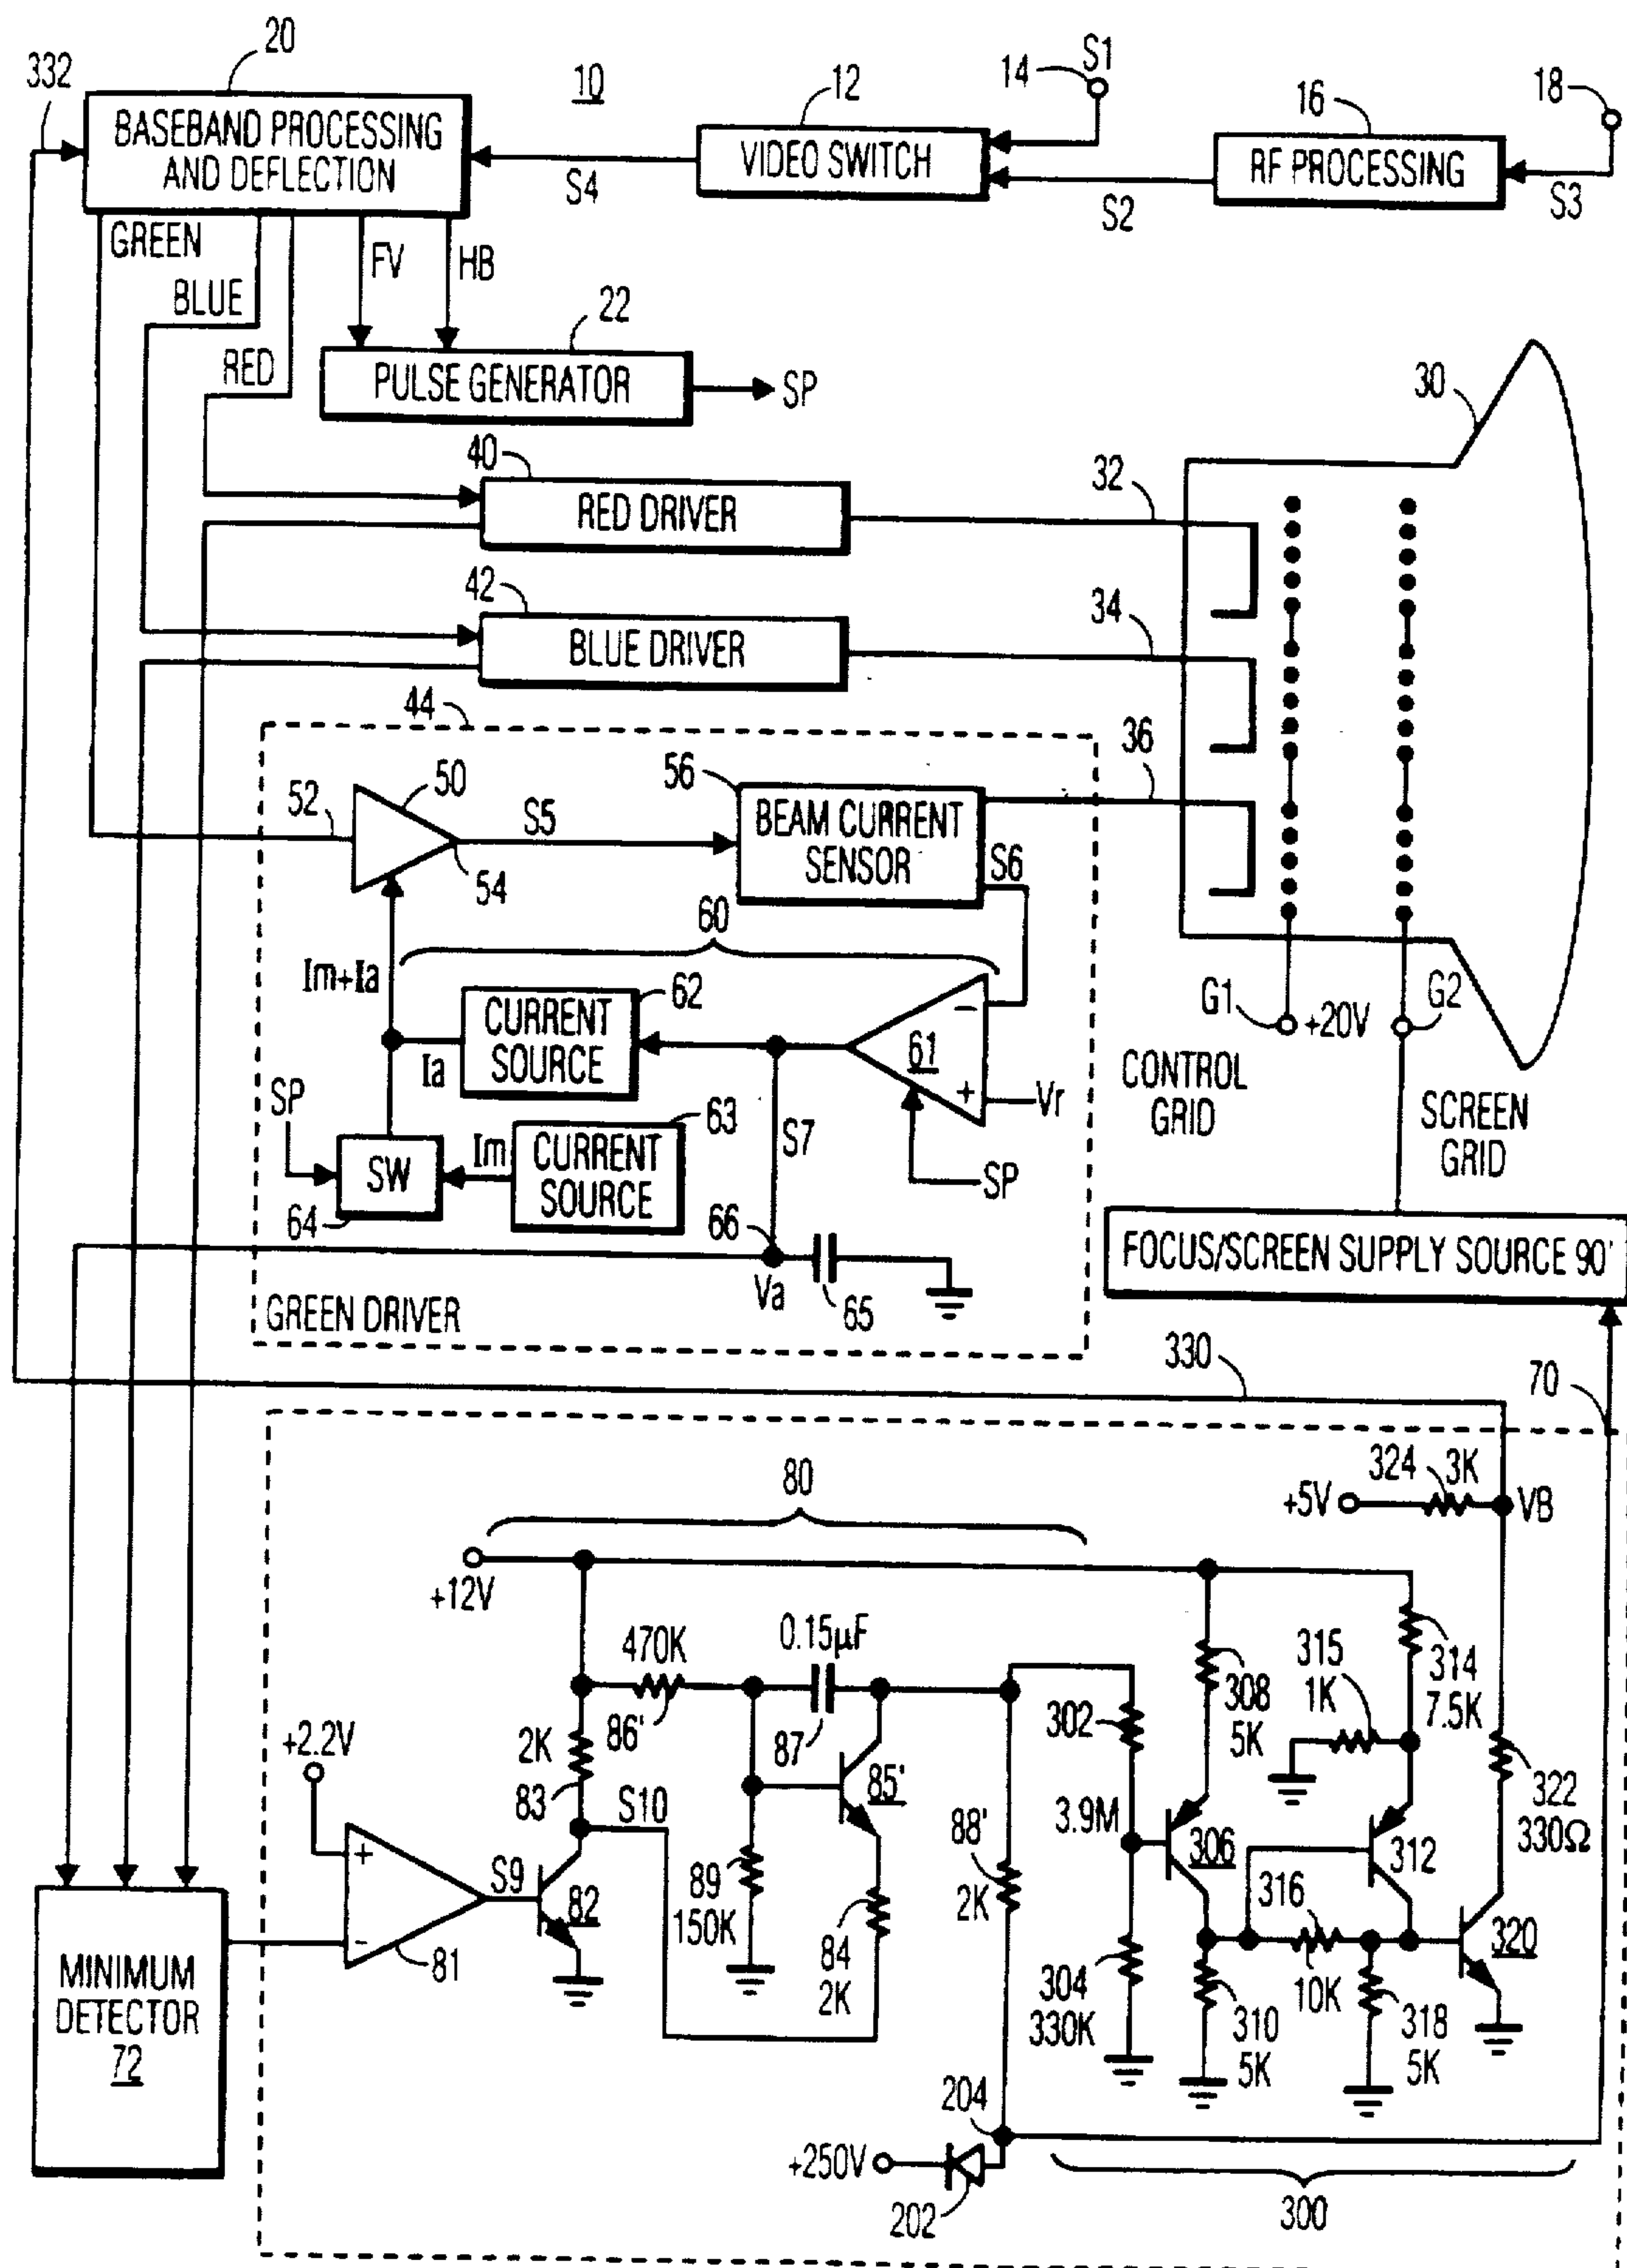 20
332
BASEBAND PROCESSING
AND DEFLECTION
10
12
VIDEO SWITCH
14
S1
16
RF PROCESSING
18
S4
S2
S3
GREEN
BLUE
RED
FV
HB
22
PULSE GENERATOR
SP
30
40
RED DRIVER
32
42
BLUE DRIVER
34
44
36
50
52
54
S5
56
BEAM CURRENT
SENSOR
S6
60
Im+Ia
62
CURRENT
SOURCE
Ia
61
-
+
Vr
SP
G1
+20V
G2
CONTROL
GRID
SCREEN
GRID
SP
SW
64
Im
63
CURRENT
SOURCE
S7
66
Va
65
GREEN DRIVER
FOCUS/SCREEN SUPPLY SOURCE 90'
330
70
80
324
3K
+5V
VB
+12V
470K
0.15µF
86'
87
2K
83
S10
85'
302
3.9M
308
5K
315
1K
314
7.5K
322
330Ω
+2.2V
+
-
81
S9
82
89
150K
84
2K
88'
2K
304
330K
306
310
5K
312
316
10K
318
5K
320
MINIMUM
DETECTOR
72
204
+250V
202
300